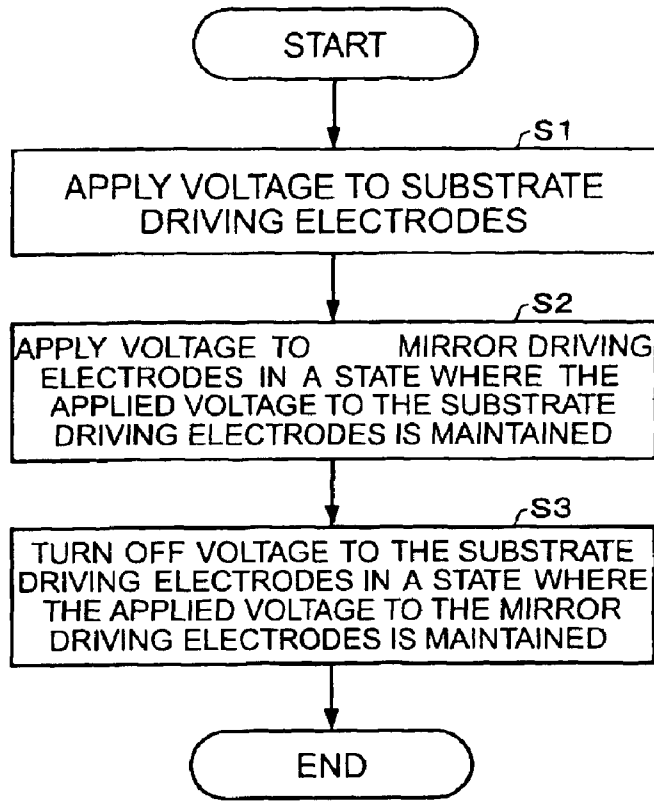 START
S1
APPLY VOLTAGE TO SUBSTRATE
DRIVING ELECTRODES
S2
APPLY VOLTAGE TO MIRROR DRIVING
ELECTRODES IN A STATE WHERE THE
APPLIED VOLTAGE TO THE SUBSTRATE
DRIVING ELECTRODES IS MAINTAINED
S3
TURN OFF VOLTAGE TO THE SUBSTRATE
DRIVING ELECTRODES IN A STATE WHERE
THE APPLIED VOLTAGE TO THE MIRROR
DRIVING ELECTRODES IS MAINTAINED
END